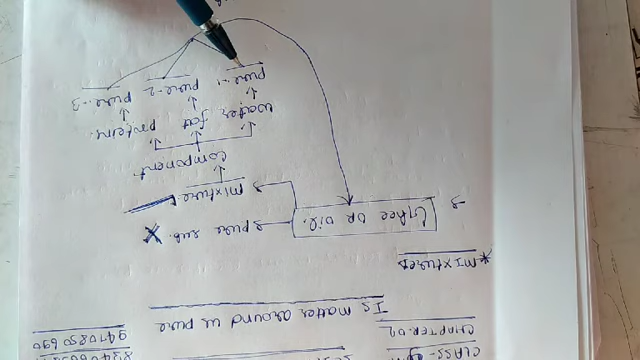 CLASS-
CHAPTER.02
Is matter around us pure
*MIXTURES
Ghee OR Oil.
pure sub. X
mixture
component
water fat protein
pure-1 pure-2 pure-3